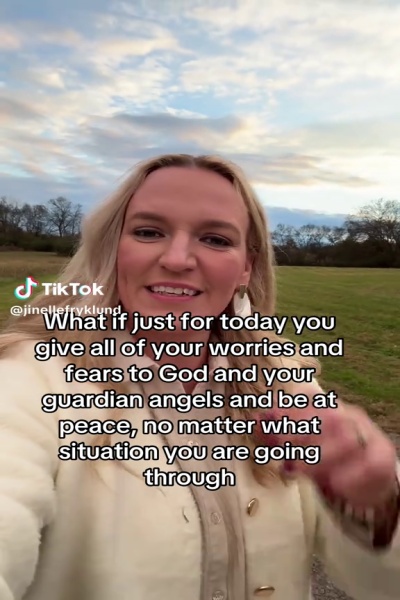 TikTok
@jinellefryklund
What if just for today you
give all of your worries and
fears to God and your
guardian angels and be at
peace, no matter what
situation you are going
through